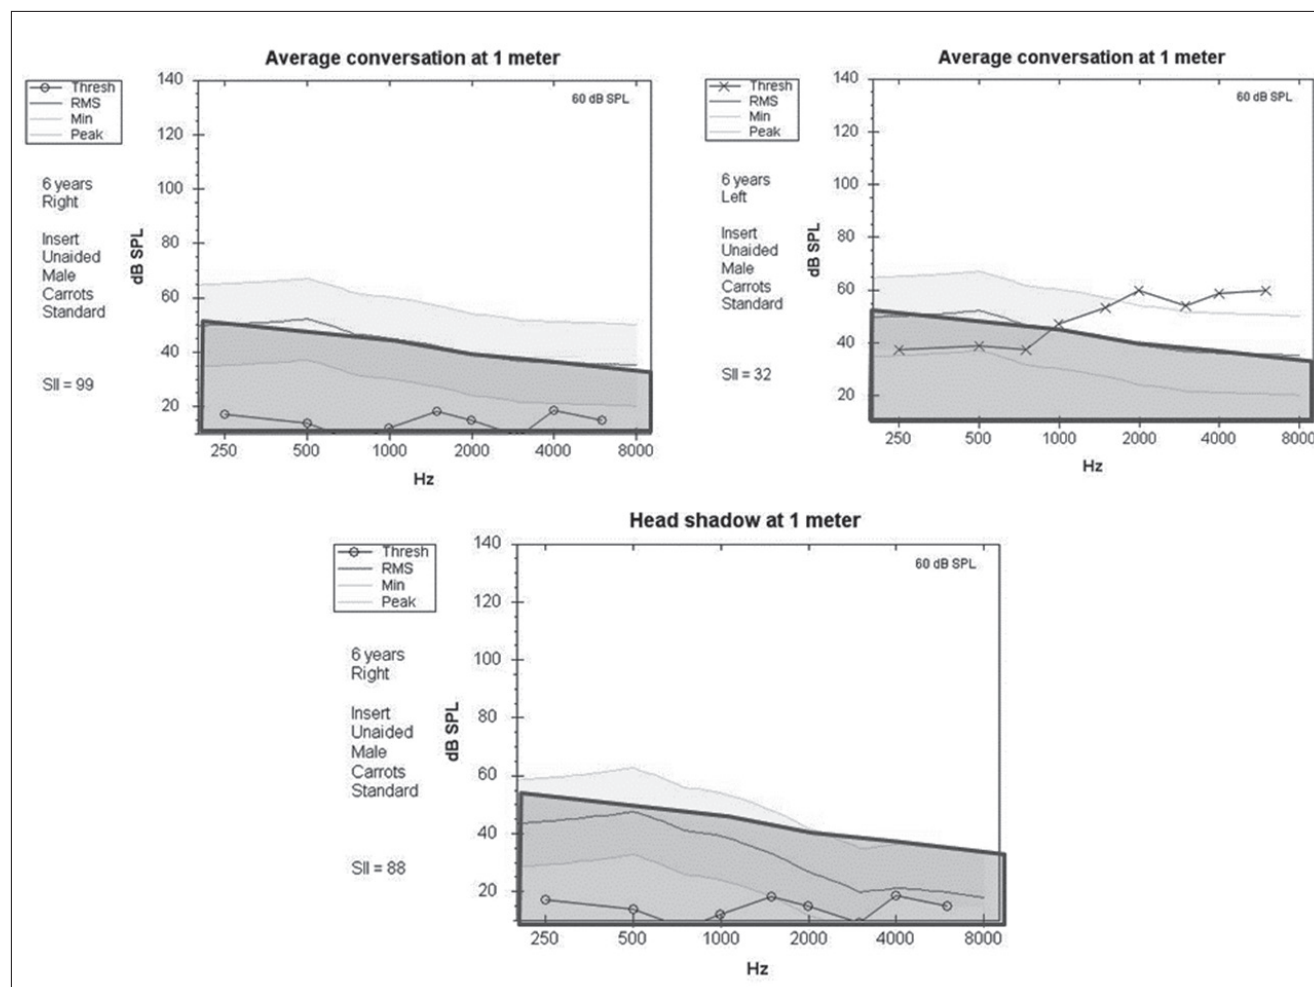 Average conversation at 1 meter
Thresh
RMS
Min
Peak
6 years
Right
Insert
Unaided
Male
Carrots
Standard
SII = 99
dB SPL
140
120
100
80
60
40
20
60 dB SPL
250 500 1000 2000 4000 8000
Hz
Average conversation at 1 meter
Thresh
RMS
Min
Peak
6 years
Left
Insert
Unaided
Male
Carrots
Standard
SII = 32
dB SPL
140
120
100
80
60
40
20
60 dB SPL
250 500 1000 2000 4000 8000
Hz
Head shadow at 1 meter
Thresh
RMS
Min
Peak
6 years
Right
Insert
Unaided
Male
Carrots
Standard
SII = 88
dB SPL
140
120
100
80
60
40
20
60 dB SPL
250 500 1000 2000 4000 8000
Hz